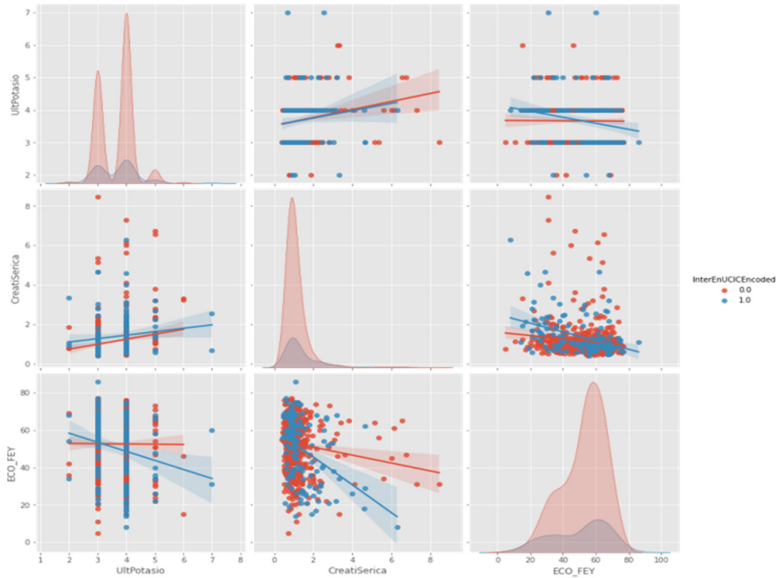 7
6
5
4
3
2
UltPotasio
8
6
4
2
0
CreatiSerica
InterEnUCICEncoded
0.0
1.0
80
60
40
20
0
ECO_FEY
1 2 3 4 5 6 7 8
0 2 4 6 8
0 20 40 60 80 100
UltPotasio CreatiSerica ECO_FEY